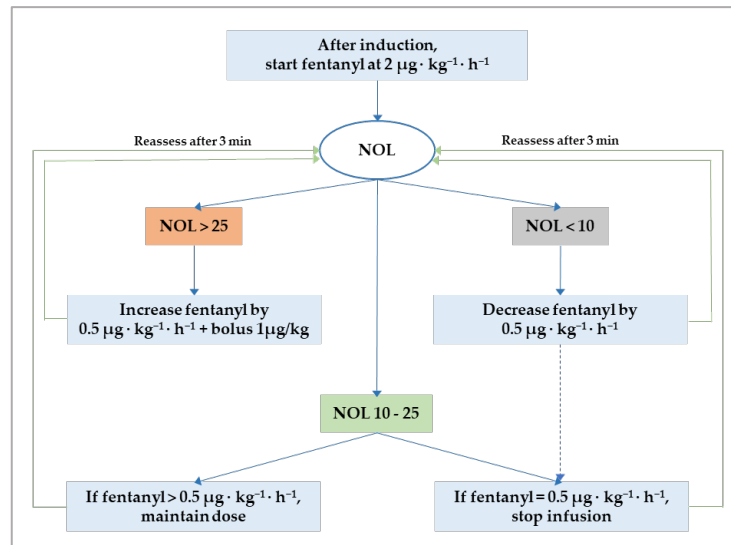 After induction,
start fentanyl at 2 µg · kg⁻¹ · h⁻¹
Reassess after 3 min
NOL
Reassess after 3 min
NOL > 25
NOL < 10
Increase fentanyl by
0.5 µg · kg⁻¹ · h⁻¹ + bolus 1µg/kg
Decrease fentanyl by
0.5 µg · kg⁻¹ · h⁻¹
NOL 10 - 25
If fentanyl > 0.5 µg · kg⁻¹ · h⁻¹,
maintain dose
If fentanyl = 0.5 µg · kg⁻¹ · h⁻¹,
stop infusion